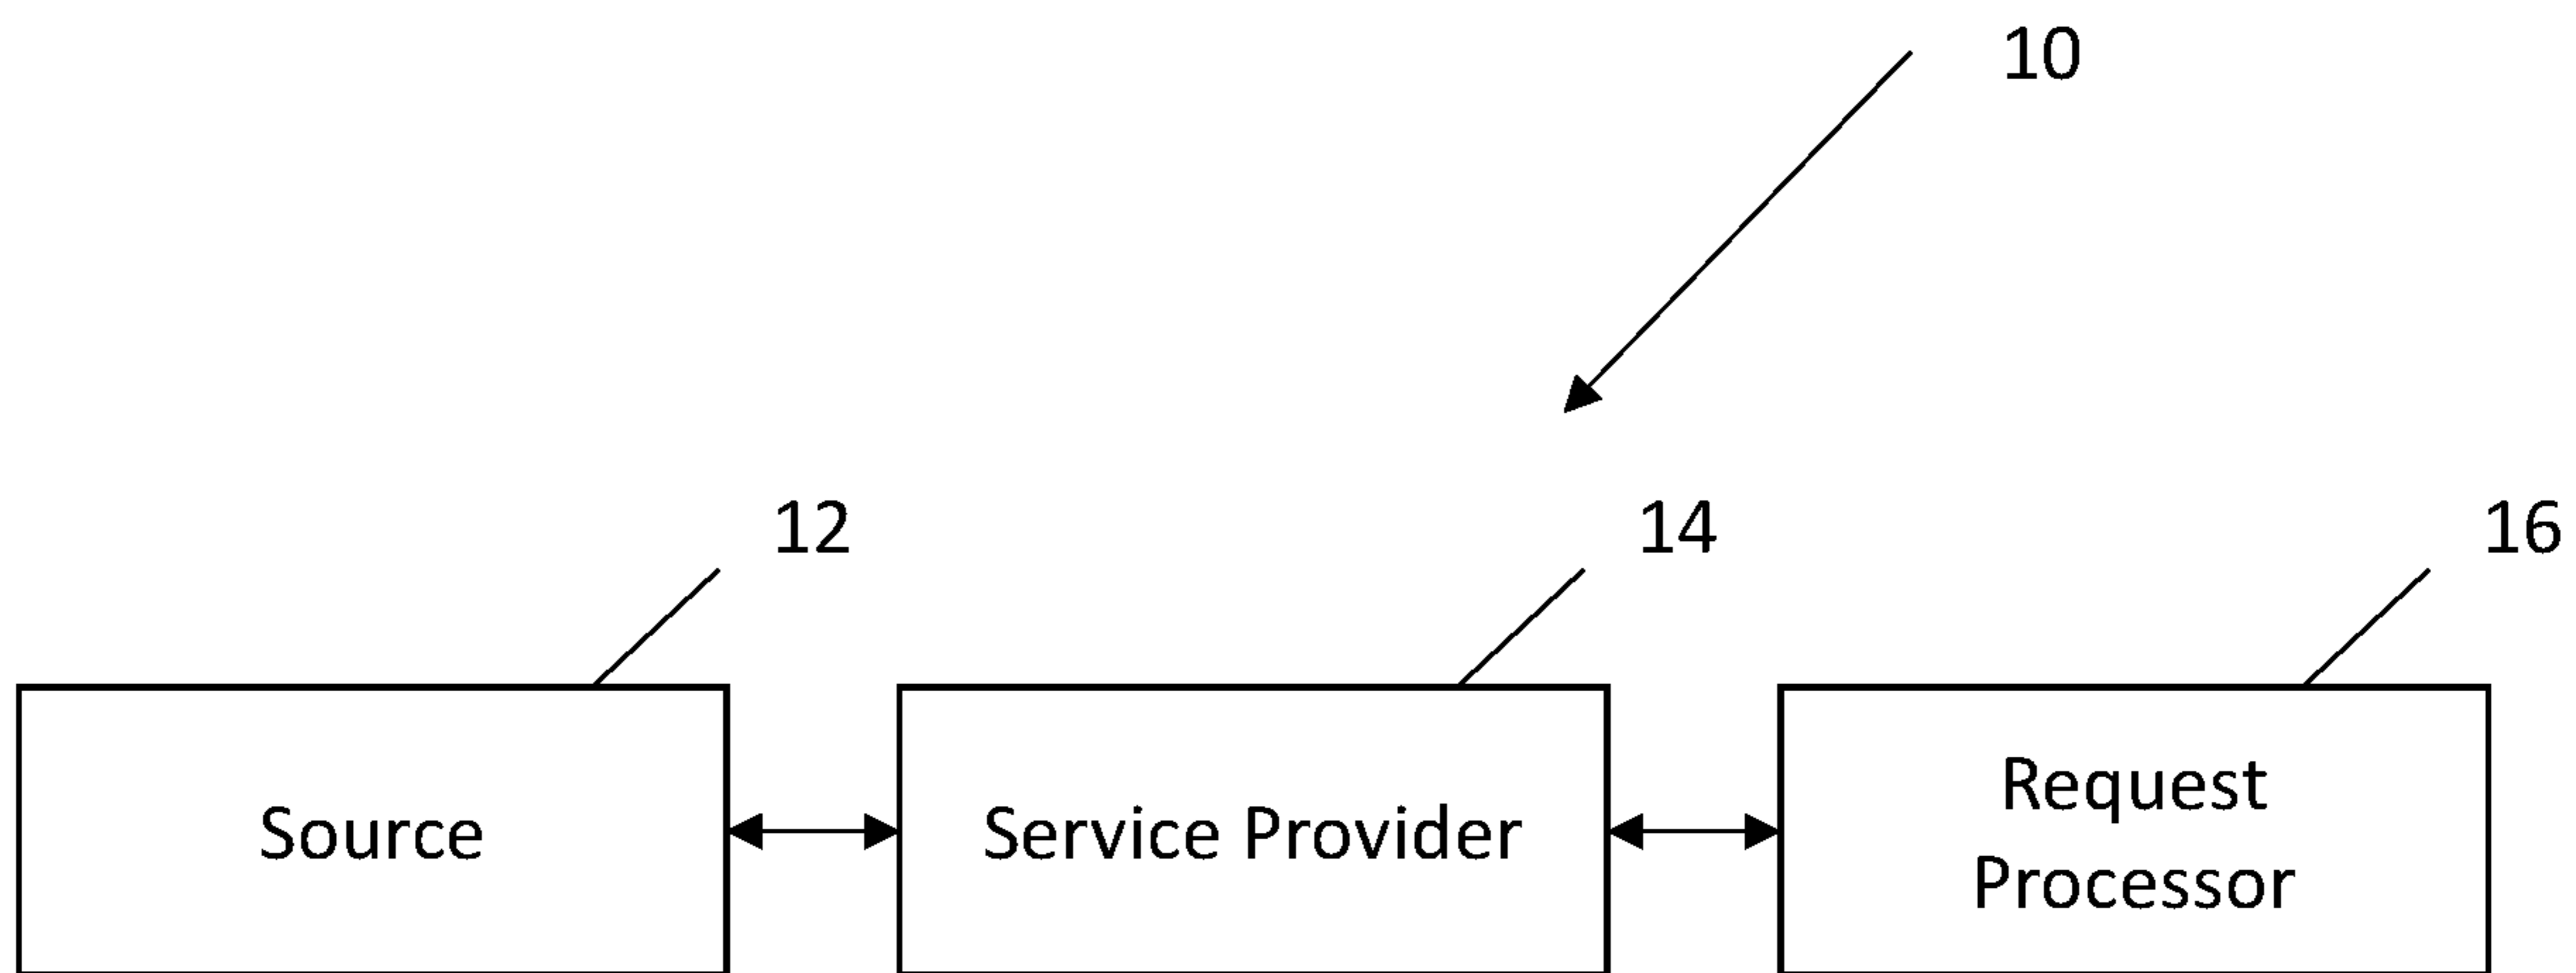 10
12
14
16
Source
Service Provider
Request
Processor